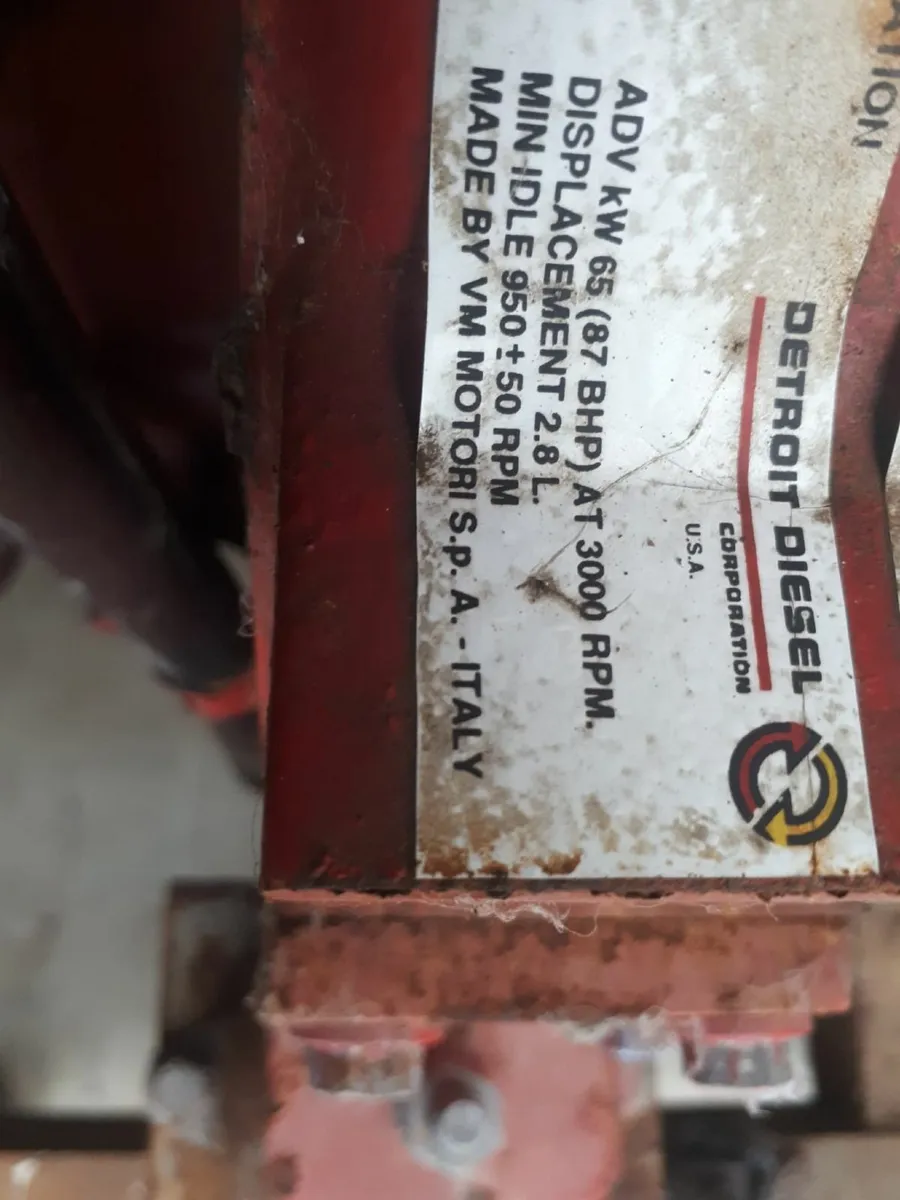 DETROIT DIESEL
CORPORATION
U.S.A.
ADV kW 65 (87 BHP) AT 3000 RPM.
DISPLACEMENT 2.8 L.
MIN IDLE 950 ± 50 RPM
MADE BY VM MOTORI S.p. A. - ITALY